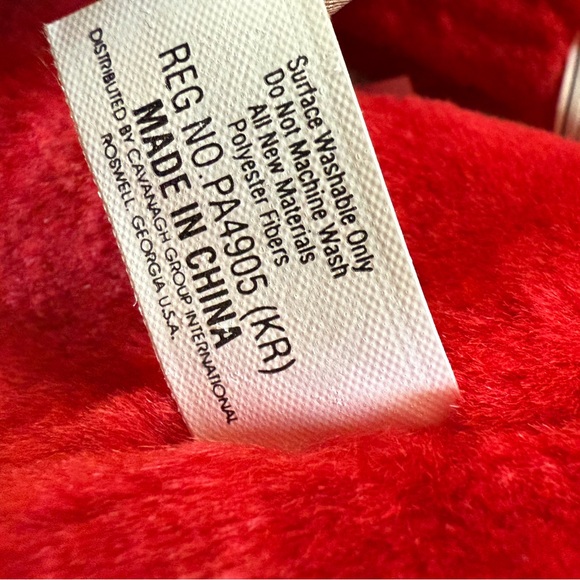 Surface Washable Only
Do Not Machine Wash
All New Materials
Polyester Fibers
REG NO. PA4905 (KR)
MADE IN CHINA
DISTRIBUTED BY CAVANAGH GROUP INTERNATIONAL
ROSWELL, GEORGIA U.S.A.